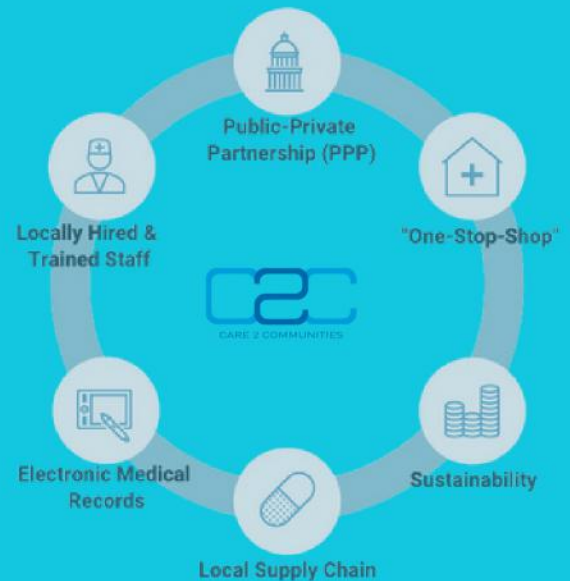 Public-Private
Partnership (PPP)
"One-Stop-Shop"
Sustainability
Local Supply Chain
Electronic Medical
Records
Locally Hired &
Trained Staff
C2C
CARE 2 COMMUNITIES